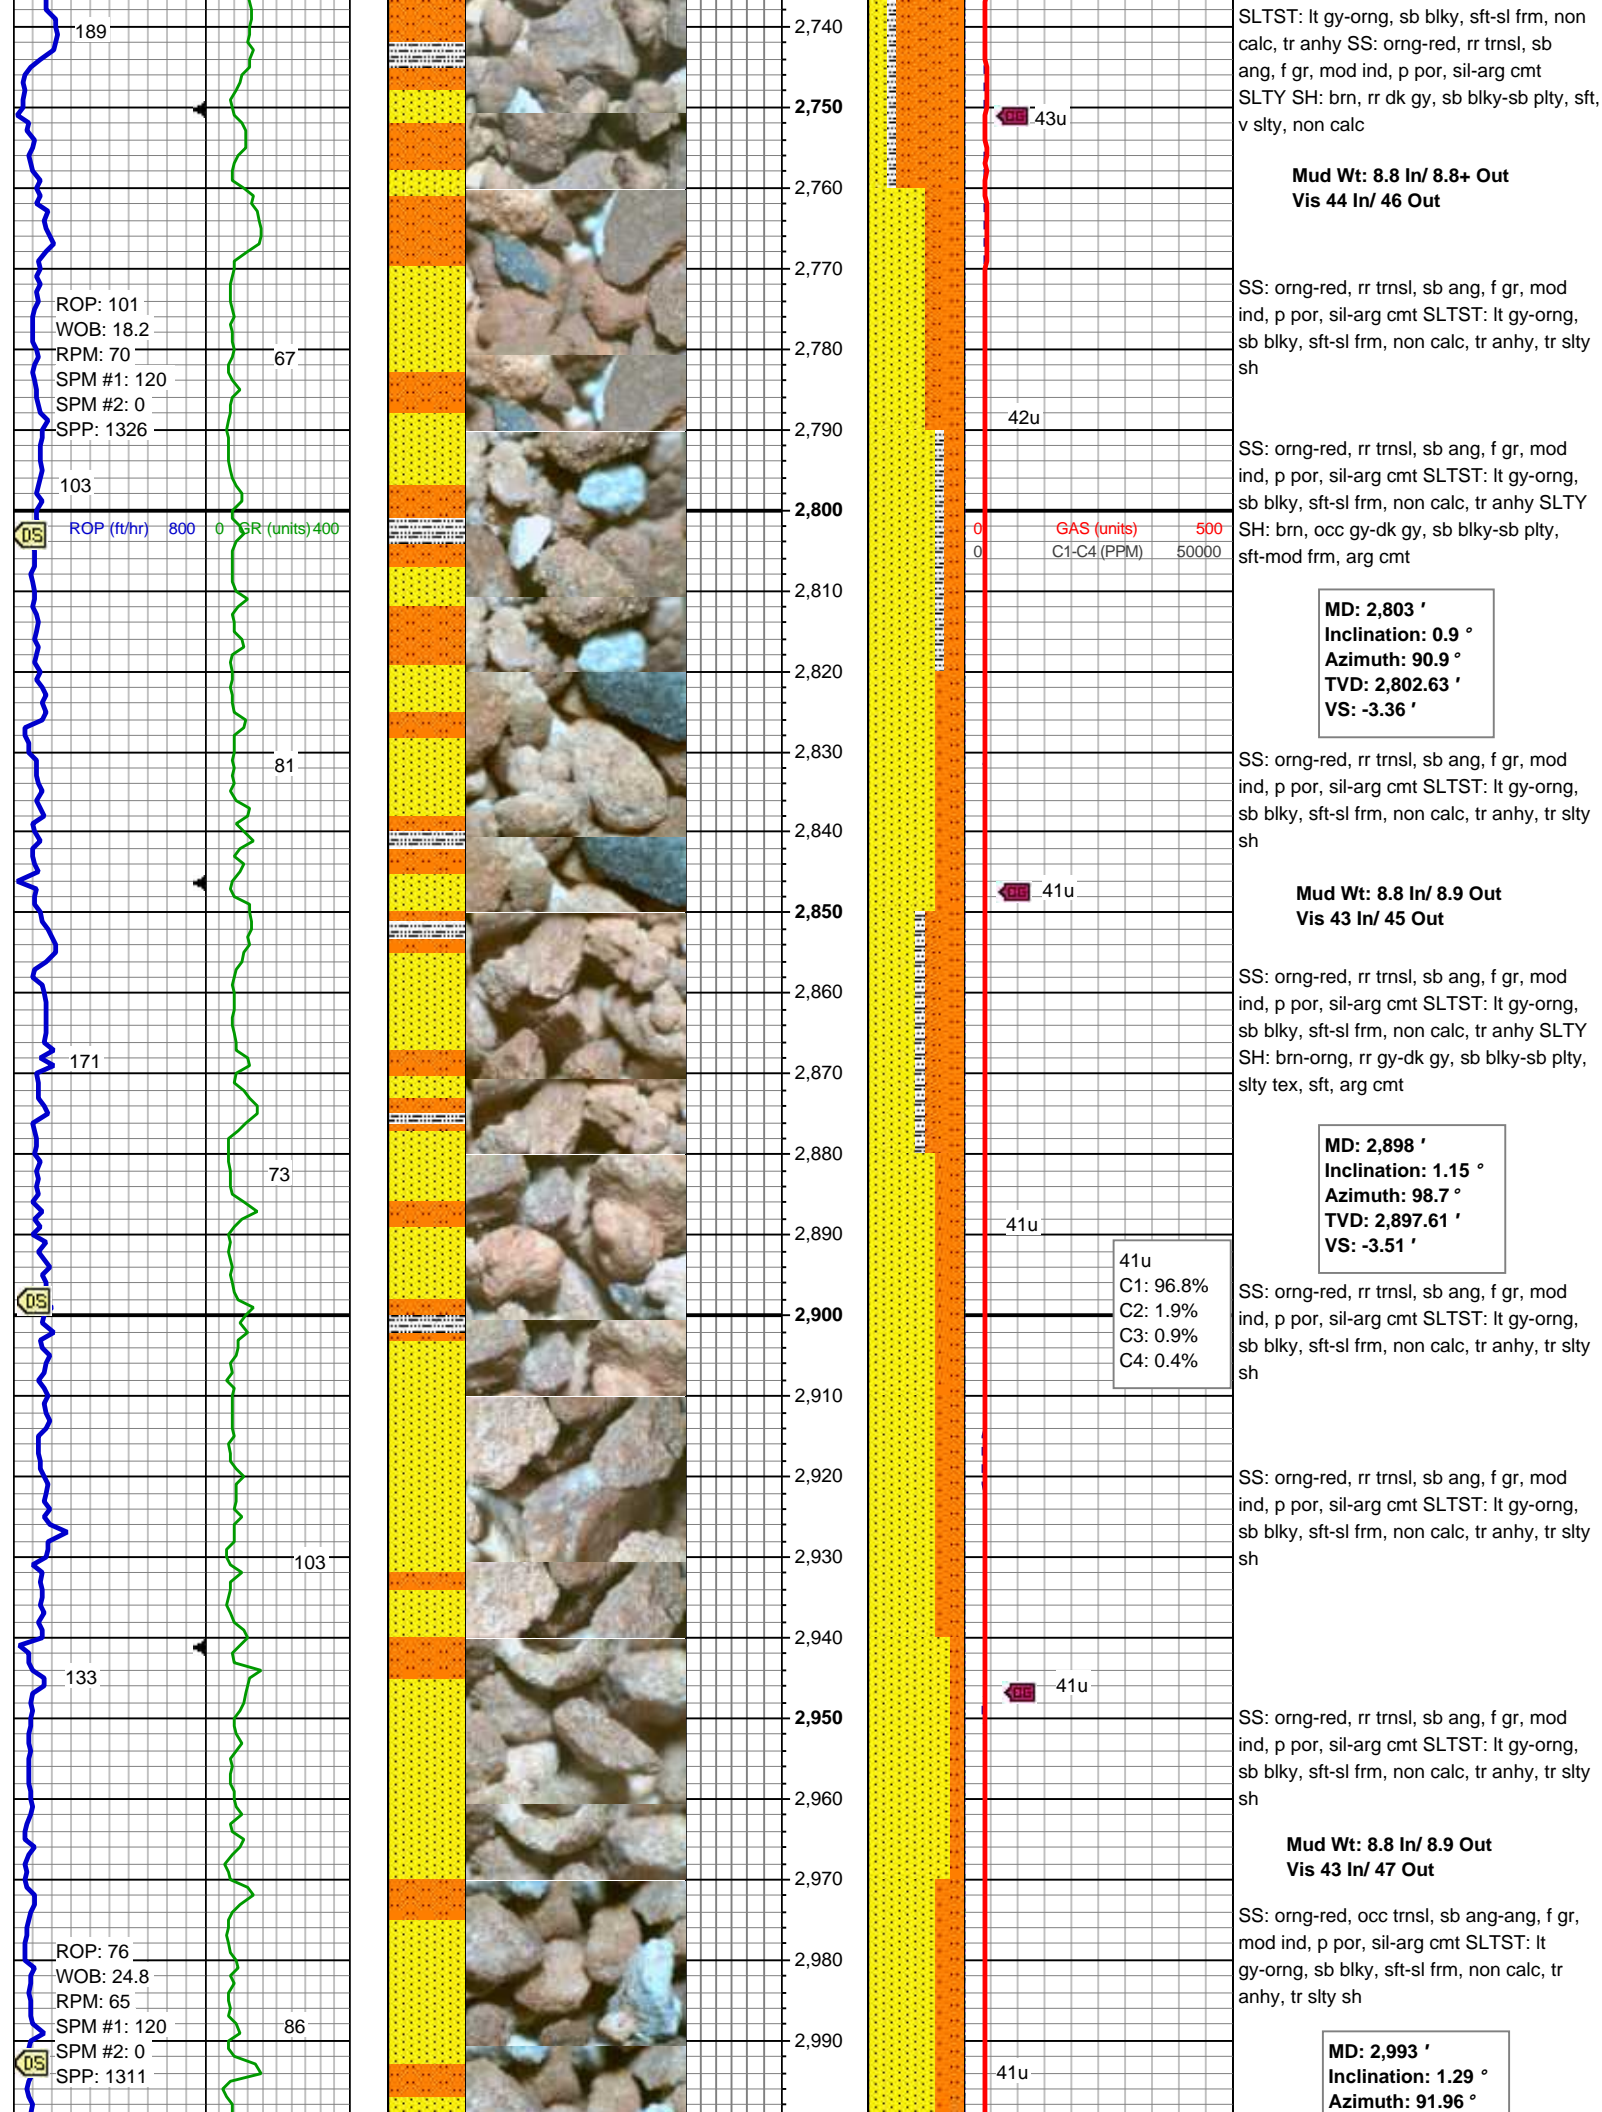 189
ROP: 101
WOB: 18.2
RPM: 70
SPM #1: 120
SPM #2: 0
SPP: 1326
67
103
DS
ROP (ft/hr) 800
0 GR (units) 400
81
171
73
DS
103
133
ROP: 76
WOB: 24.8
RPM: 65
SPM #1: 120
SPM #2: 0
SPP: 1311
86
DS
2,740
2,750
2,760
2,770
2,780
2,790
2,800
2,810
2,820
2,830
2,840
2,850
2,860
2,870
2,880
2,890
2,900
2,910
2,920
2,930
2,940
2,950
2,960
2,970
2,980
2,990
43u
42u
0 GAS (units) 500
0 C1-C4 (PPM) 50000
41u
41u
41u
C1: 96.8%
C2: 1.9%
C3: 0.9%
C4: 0.4%
41u
41u
SLTST: lt gy-orng, sb blky, sft-sl frm, non
calc, tr anhy SS: orng-red, rr trnsl, sb
ang, f gr, mod ind, p por, sil-arg cmt
SLTY SH: brn, rr dk gy, sb blky-sb plty, sft,
v slty, non calc
Mud Wt: 8.8 In/ 8.8+ Out
Vis 44 In/ 46 Out
SS: orng-red, rr trnsl, sb ang, f gr, mod
ind, p por, sil-arg cmt SLTST: lt gy-orng,
sb blky, sft-sl frm, non calc, tr anhy, tr slty
sh
SS: orng-red, rr trnsl, sb ang, f gr, mod
ind, p por, sil-arg cmt SLTST: lt gy-orng,
sb blky, sft-sl frm, non calc, tr anhy SLTY
SH: brn, occ gy-dk gy, sb blky-sb plty,
sft-mod frm, arg cmt
MD: 2,803 '
Inclination: 0.9 °
Azimuth: 90.9 °
TVD: 2,802.63 '
VS: -3.36 '
SS: orng-red, rr trnsl, sb ang, f gr, mod
ind, p por, sil-arg cmt SLTST: lt gy-orng,
sb blky, sft-sl frm, non calc, tr anhy, tr slty
sh
Mud Wt: 8.8 In/ 8.9 Out
Vis 43 In/ 45 Out
SS: orng-red, rr trnsl, sb ang, f gr, mod
ind, p por, sil-arg cmt SLTST: lt gy-orng,
sb blky, sft-sl frm, non calc, tr anhy SLTY
SH: brn-orng, rr gy-dk gy, sb blky-sb plty,
slty tex, sft, arg cmt
MD: 2,898 '
Inclination: 1.15 °
Azimuth: 98.7 °
TVD: 2,897.61 '
VS: -3.51 '
SS: orng-red, rr trnsl, sb ang, f gr, mod
ind, p por, sil-arg cmt SLTST: lt gy-orng,
sb blky, sft-sl frm, non calc, tr anhy, tr slty
sh
SS: orng-red, rr trnsl, sb ang, f gr, mod
ind, p por, sil-arg cmt SLTST: lt gy-orng,
sb blky, sft-sl frm, non calc, tr anhy, tr slty
sh
SS: orng-red, rr trnsl, sb ang, f gr, mod
ind, p por, sil-arg cmt SLTST: lt gy-orng,
sb blky, sft-sl frm, non calc, tr anhy, tr slty
sh
Mud Wt: 8.8 In/ 8.9 Out
Vis 43 In/ 47 Out
SS: orng-red, occ trnsl, sb ang-ang, f gr,
mod ind, p por, sil-arg cmt SLTST: lt
gy-orng, sb blky, sft-sl frm, non calc, tr
anhy, tr slty sh
MD: 2,993 '
Inclination: 1.29 °
Azimuth: 91.96 °